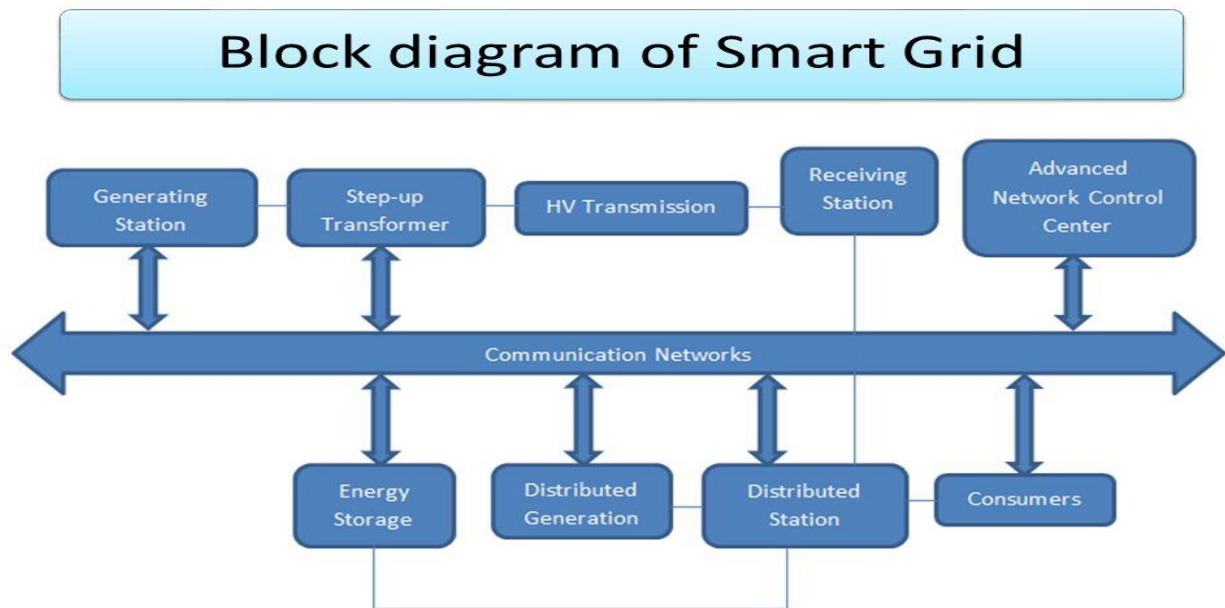 Block diagram of Smart Grid
Generating
Station
Step-up
Transformer
HV Transmission
Receiving
Station
Advanced
Network Control
Center
Communication Networks
Energy
Storage
Distributed
Generation
Distributed
Station
Consumers